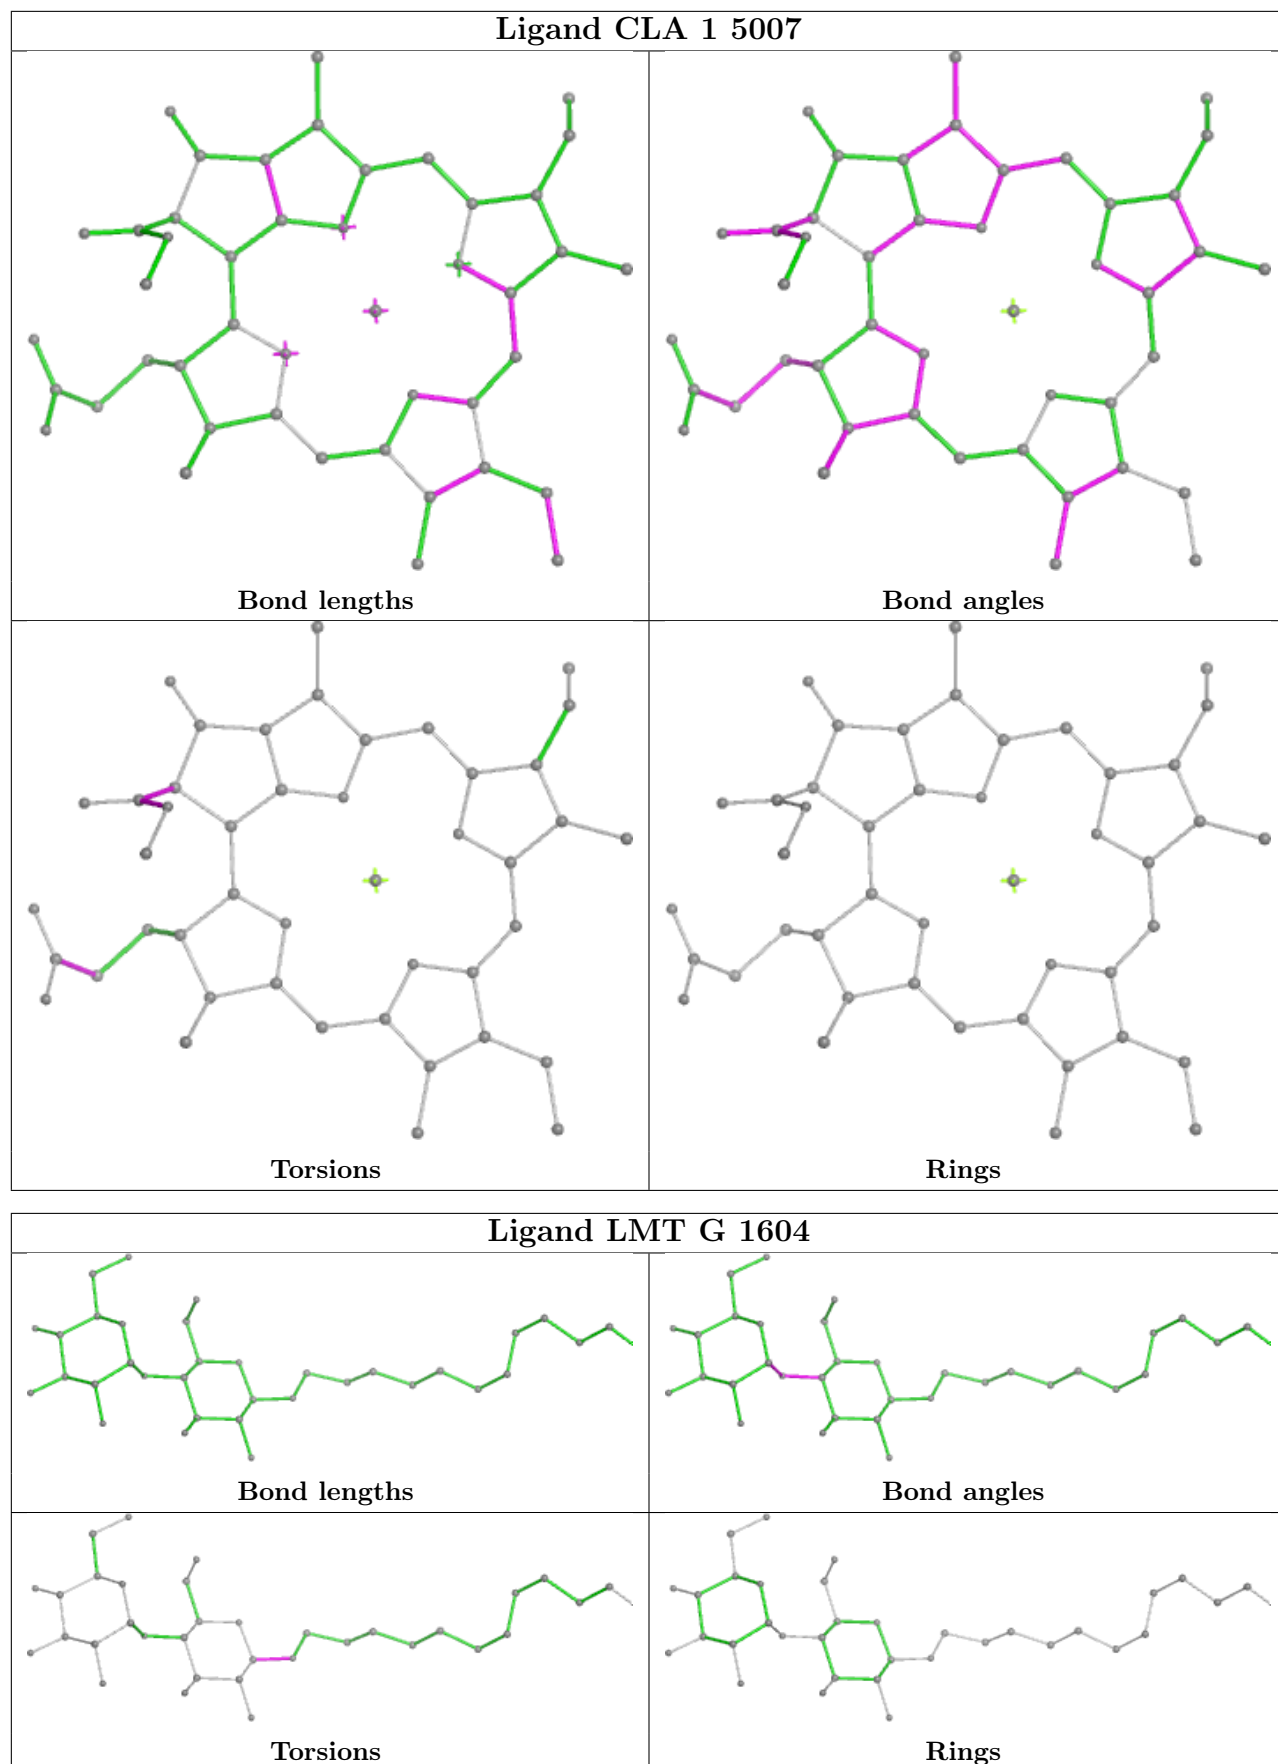 Ligand CLA 1 5007
Bond lengths
Bond angles
Torsions
Rings
Ligand LMT G 1604
Bond lengths
Bond angles
Torsions
Rings